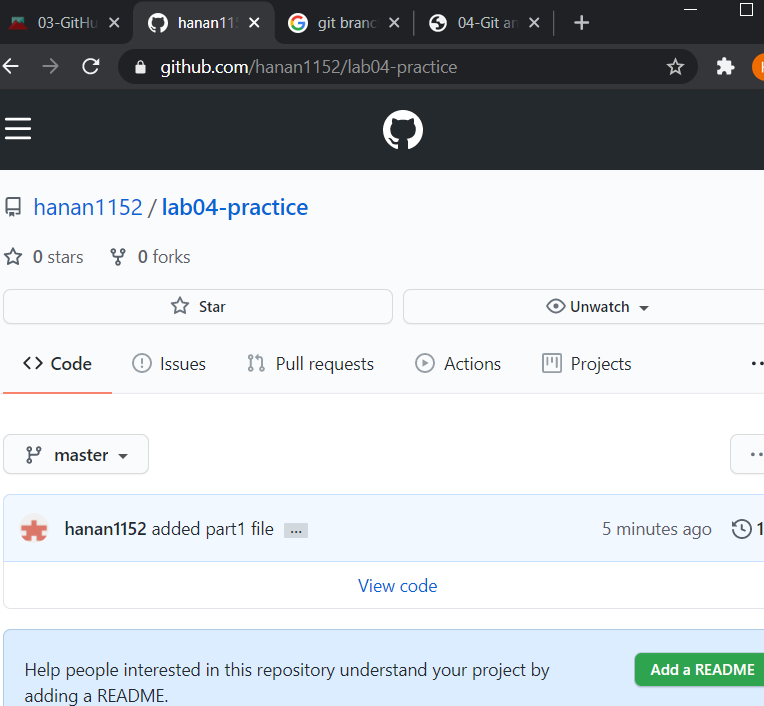 03-GitHu
hanan11
git branc
04-Git an
github.com/hanan1152/lab04-practice
hanan1152 / lab04-practice
0 stars 0 forks
Star Unwatch
Code Issues Pull requests Actions Projects
master
hanan1152 added part1 file ... 5 minutes ago 1
View code
Help people interested in this repository understand your project by
adding a README.
Add a README